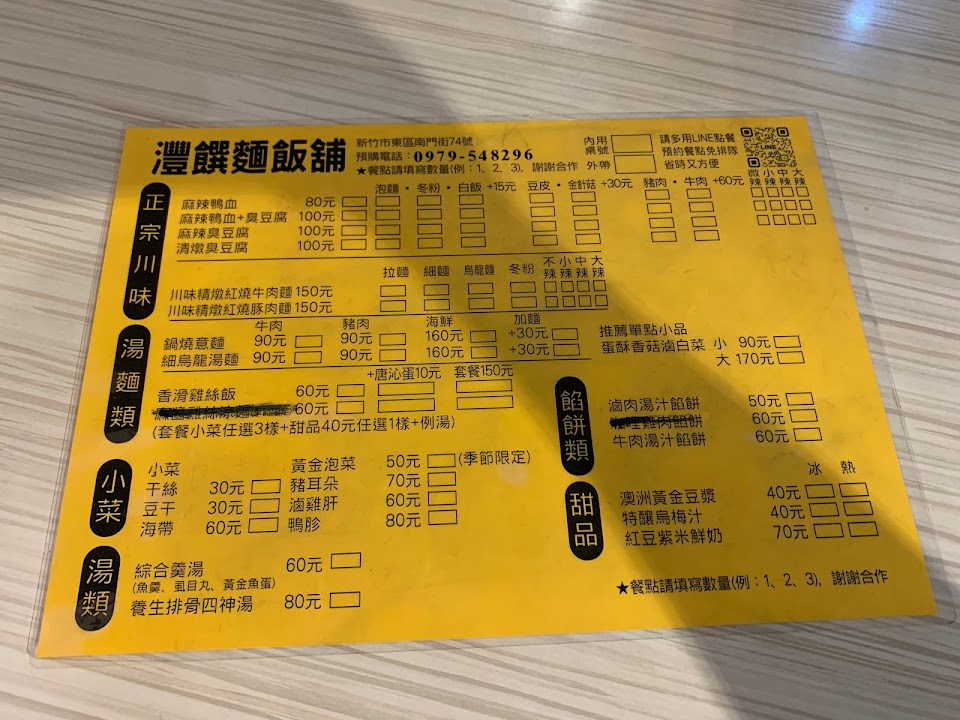 灃饌麵飯舖
新竹市東區南門街74號
預購電話：0979-548296
★餐點請填寫數量(例：1、2、3), 謝謝合作
內用 桌號
外帶
請多用LINE點餐
預約餐點免排隊
省時又方便
LINE
正宗川味
泡麵・冬粉・白飯 +15元 豆皮・金針菇 +30元 豬肉・牛肉 +60元 微辣 小辣 中辣 大辣
麻辣鴨血 80元
麻辣鴨血+臭豆腐 100元
麻辣臭豆腐 100元
清燉臭豆腐 100元
拉麵 細麵 烏龍麵 冬粉 不辣 小辣 中辣 大辣
川味精燉紅燒牛肉麵 150元
川味精燉紅燒豚肉麵 150元
湯麵類
牛肉 豬肉 海鮮 加麵
鍋燒意麵 90元 90元 160元 +30元
細烏龍湯麵 90元 90元 160元 +30元
推薦單點小品
蛋酥香菇滷白菜 小 90元
大 170元
+唐沁蛋10元 套餐150元
香滑雞絲飯 60元
60元
(套餐小菜任選3樣+甜品40元任選1樣+例湯)
餡餅類
滷肉湯汁餡餅 50元
60元
牛肉湯汁餡餅 60元
小菜
小菜 黃金泡菜 50元 (季節限定)
干絲 30元 豬耳朵 70元
豆干 30元 滷雞肝 60元
海帶 60元 鴨胗 80元
甜品
冰 熱
澳洲黃金豆漿 40元
特釀烏梅汁 40元
紅豆紫米鮮奶 70元
湯類
綜合羹湯 60元
(魚羹、虱目丸、黃金魚蛋)
養生排骨四神湯 80元
★餐點請填寫數量(例：1、2、3), 謝謝合作